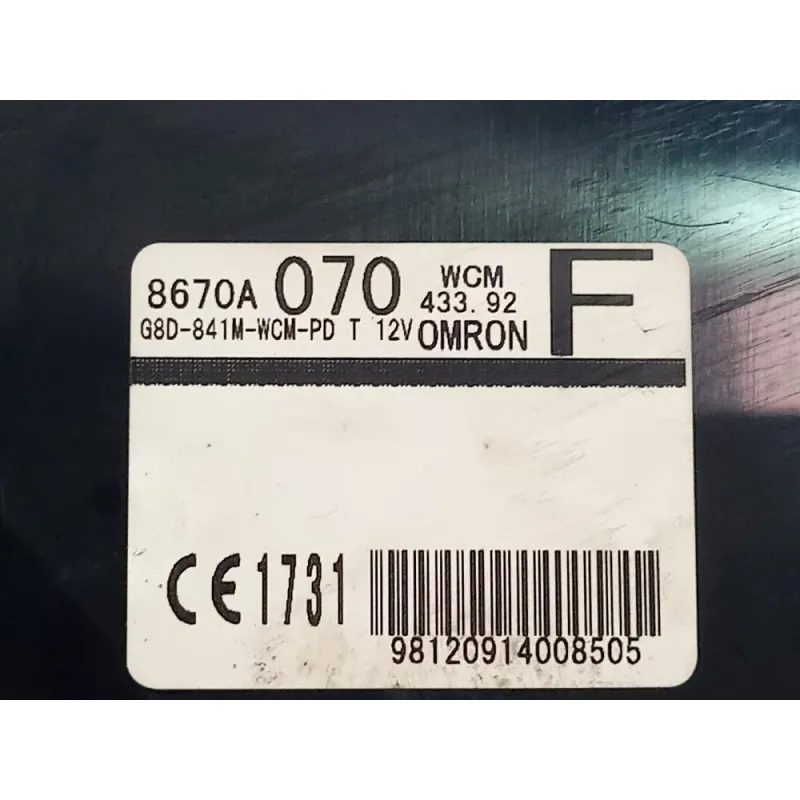 8670A 070 WCM 433.92 F
G8D-841M-WCM-PD T 12V OMRON
CE 1731
98120914008505